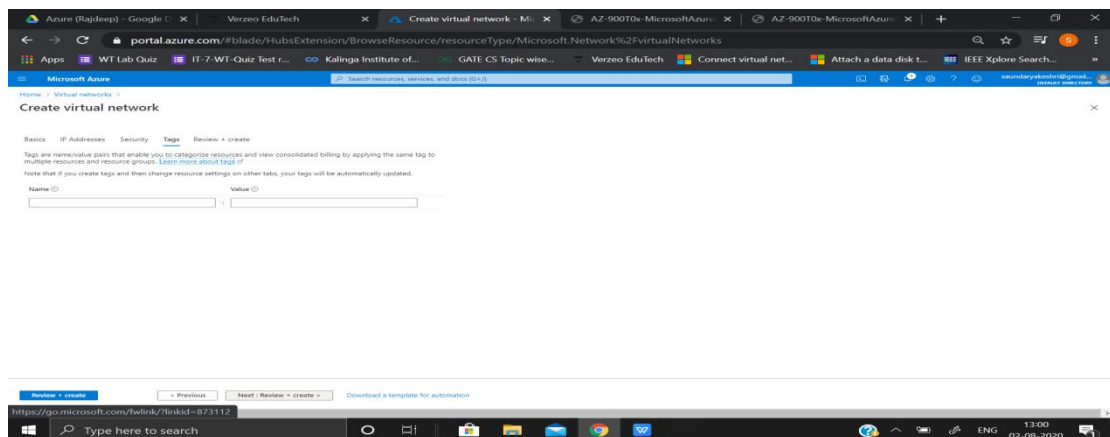 Azure (Rajdeep) - Google D
Verzeo EduTech
Create virtual network - Mi
AZ-900T0x-MicrosoftAzure
AZ-900T0x-MicrosoftAzure
portal.azure.com/#blade/HubsExtension/BrowseResource/resourceType/Microsoft.Network%2FvirtualNetworks
Apps WT Lab Quiz IT-7-WT-Quiz Test r... Kalinga Institute of... GATE CS Topic wise... Verzeo EduTech Connect virtual net... Attach a data disk t... IEEE Xplore Search... »
Microsoft Azure
Search resources, services, and docs (G+/)
saundaryakeshri@gmail...
DEFAULT DIRECTORY
Home > Virtual networks >
Create virtual network
Basics IP Addresses Security Tags Review + create
Tags are name/value pairs that enable you to categorize resources and view consolidated billing by applying the same tag to
multiple resources and resource groups. Learn more about tags
Note that if you create tags and then change resource settings on other tabs, your tags will be automatically updated.
Name Value
:
Review + create < Previous Next : Review + create > Download a template for automation
https://go.microsoft.com/fwlink/?linkid=873112
Type here to search
ENG
13:00
02-08-2020